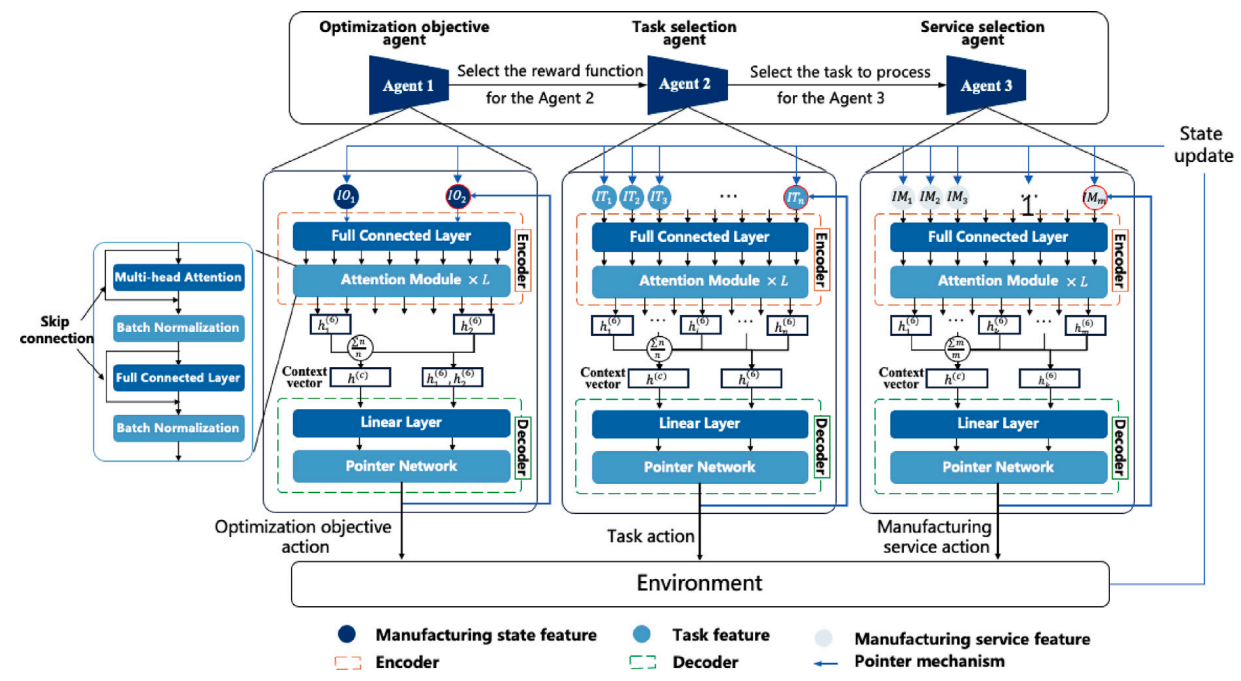 Optimization objective
agent
Task selection
agent
Service selection
agent
Agent 1
Select the reward function
for the Agent 2
Agent 2
Select the task to process
for the Agent 3
Agent 3
State
update
IO₁
IO₂
IT₁
IT₂
IT₃
...
ITₙ
IM₁
IM₂
IM₃
1
IMₘ
Full Connected Layer
Encoder
Attention Module × L
Full Connected Layer
Encoder
Attention Module × L
Full Connected Layer
Encoder
Attention Module × L
Multi-head Attention
Batch Normalization
Full Connected Layer
Batch Normalization
Skip
connection
h₁⁽⁶⁾
h₂⁽⁶⁾
Σn/n
Context
vector
h⁽ᶜ⁾
h₁⁽⁶⁾, h₂⁽⁶⁾
h₁⁽⁶⁾ ... hᵢ⁽⁶⁾ ... hₙ⁽⁶⁾
Σn/n
Context
vector
h⁽ᶜ⁾
hᵢ⁽⁶⁾
h₁⁽⁶⁾ ... hₖ⁽⁶⁾ ... hₘ⁽⁶⁾
Σm/m
Context
vector
h⁽ᶜ⁾
hₖ⁽⁶⁾
Linear Layer
Pointer Network
Decoder
Linear Layer
Pointer Network
Decoder
Linear Layer
Pointer Network
Decoder
Optimization objective
action
Task action
Manufacturing
service action
Environment
Manufacturing state feature
Task feature
Manufacturing service feature
Encoder
Decoder
Pointer mechanism